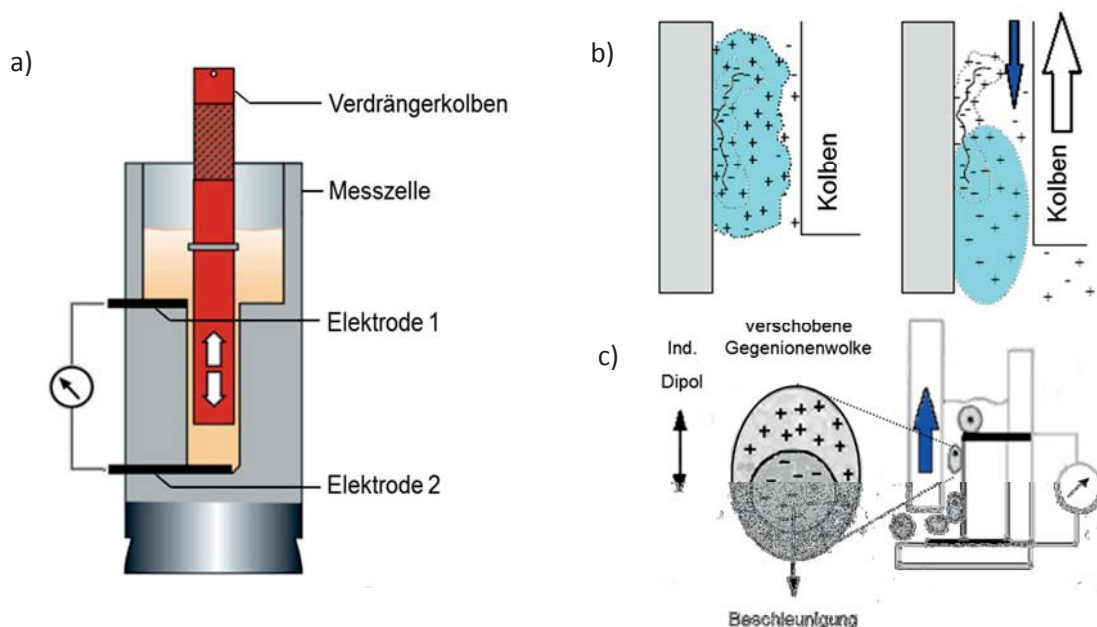 a)
Verdrängerkolben
Messzelle
Elektrode 1
Elektrode 2
b)
Kolben
Kolben
c)
Ind.
Dipol
verschobene
Gegenionenwolke
Beschleunigung